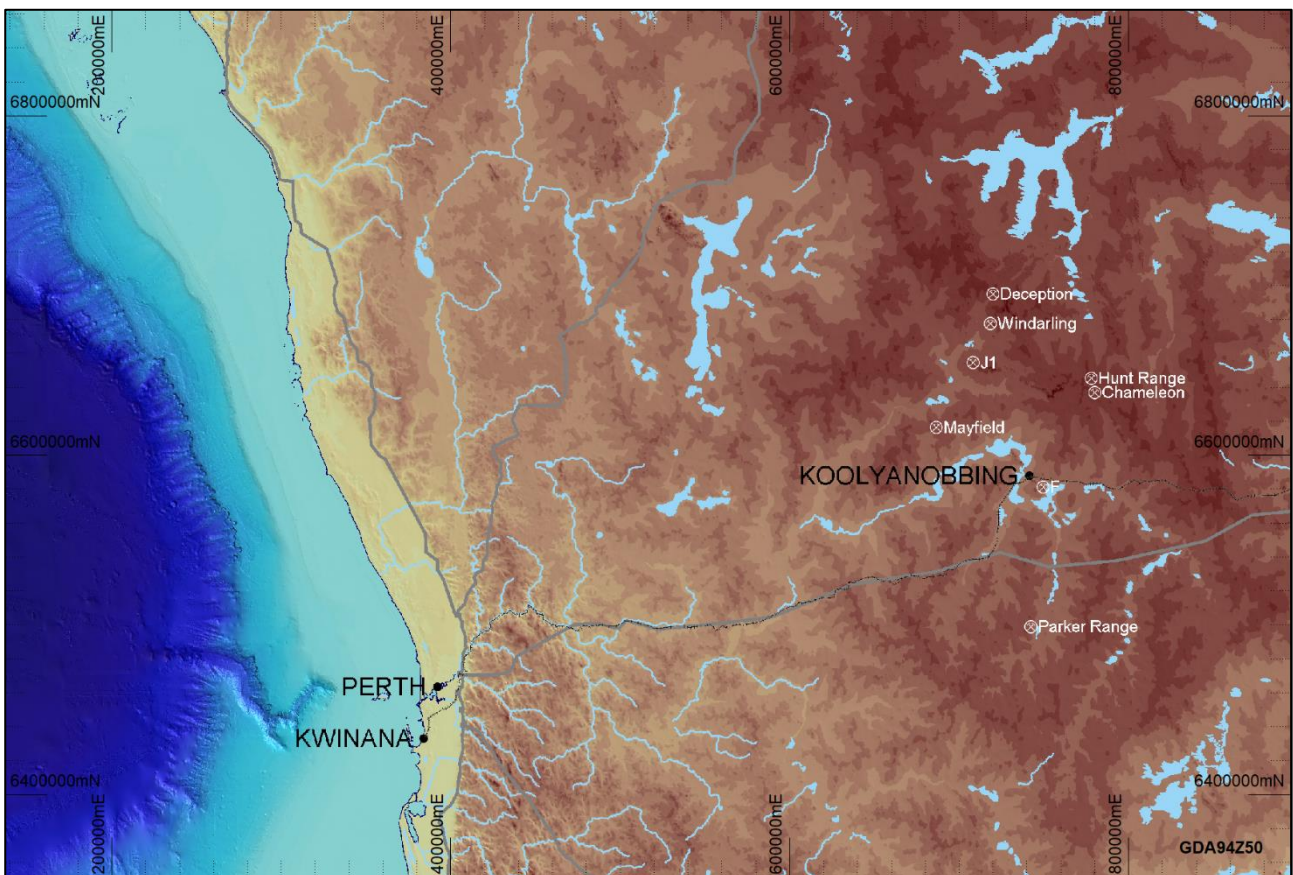 200000mE
400000mE
600000mE
800000mE
6800000mN
6800000mN
Deception
Windarling
J1
Hunt Range
Chameleon
Mayfield
6600000mN
6600000mN
KOOLYANOBBING
F
Parker Range
PERTH
KWINANA
6400000mN
6400000mN
200000mE
400000mE
600000mE
800000mE
GDA94Z50